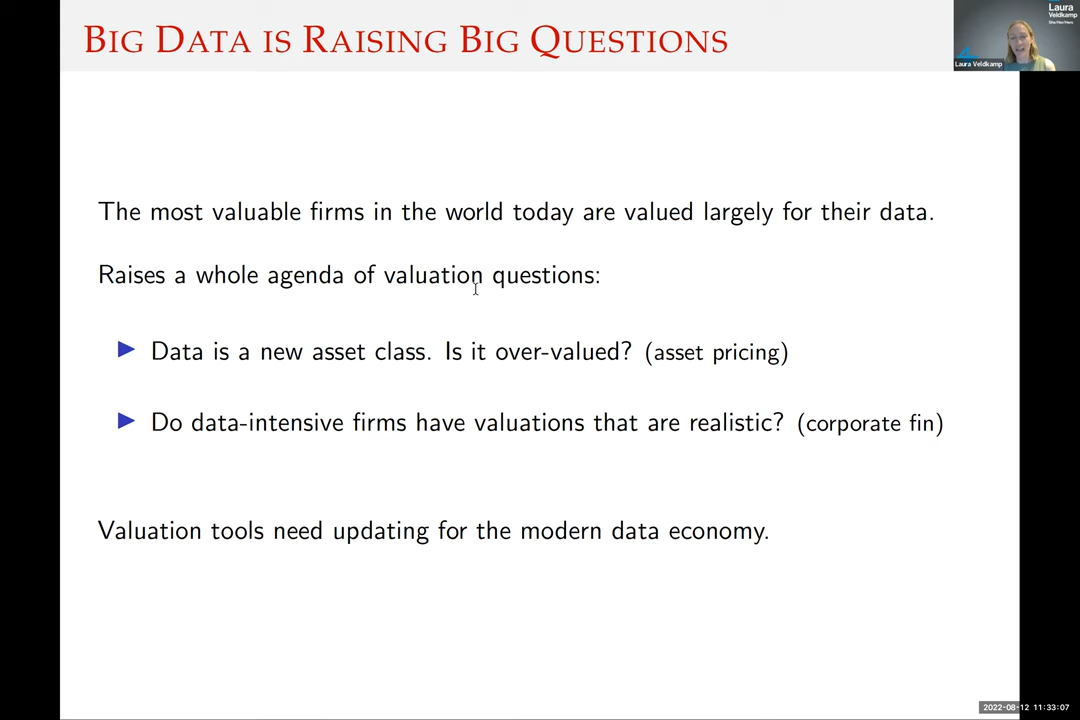 BIG DATA IS RAISING BIG QUESTIONS
Laura
Veldkamp
She/Her/Hers
Laura Veldkamp
The most valuable firms in the world today are valued largely for their data.
Raises a whole agenda of valuation questions:
Data is a new asset class. Is it over-valued? (asset pricing)
Do data-intensive firms have valuations that are realistic? (corporate fin)
Valuation tools need updating for the modern data economy.
2022-08-12 11:33:07